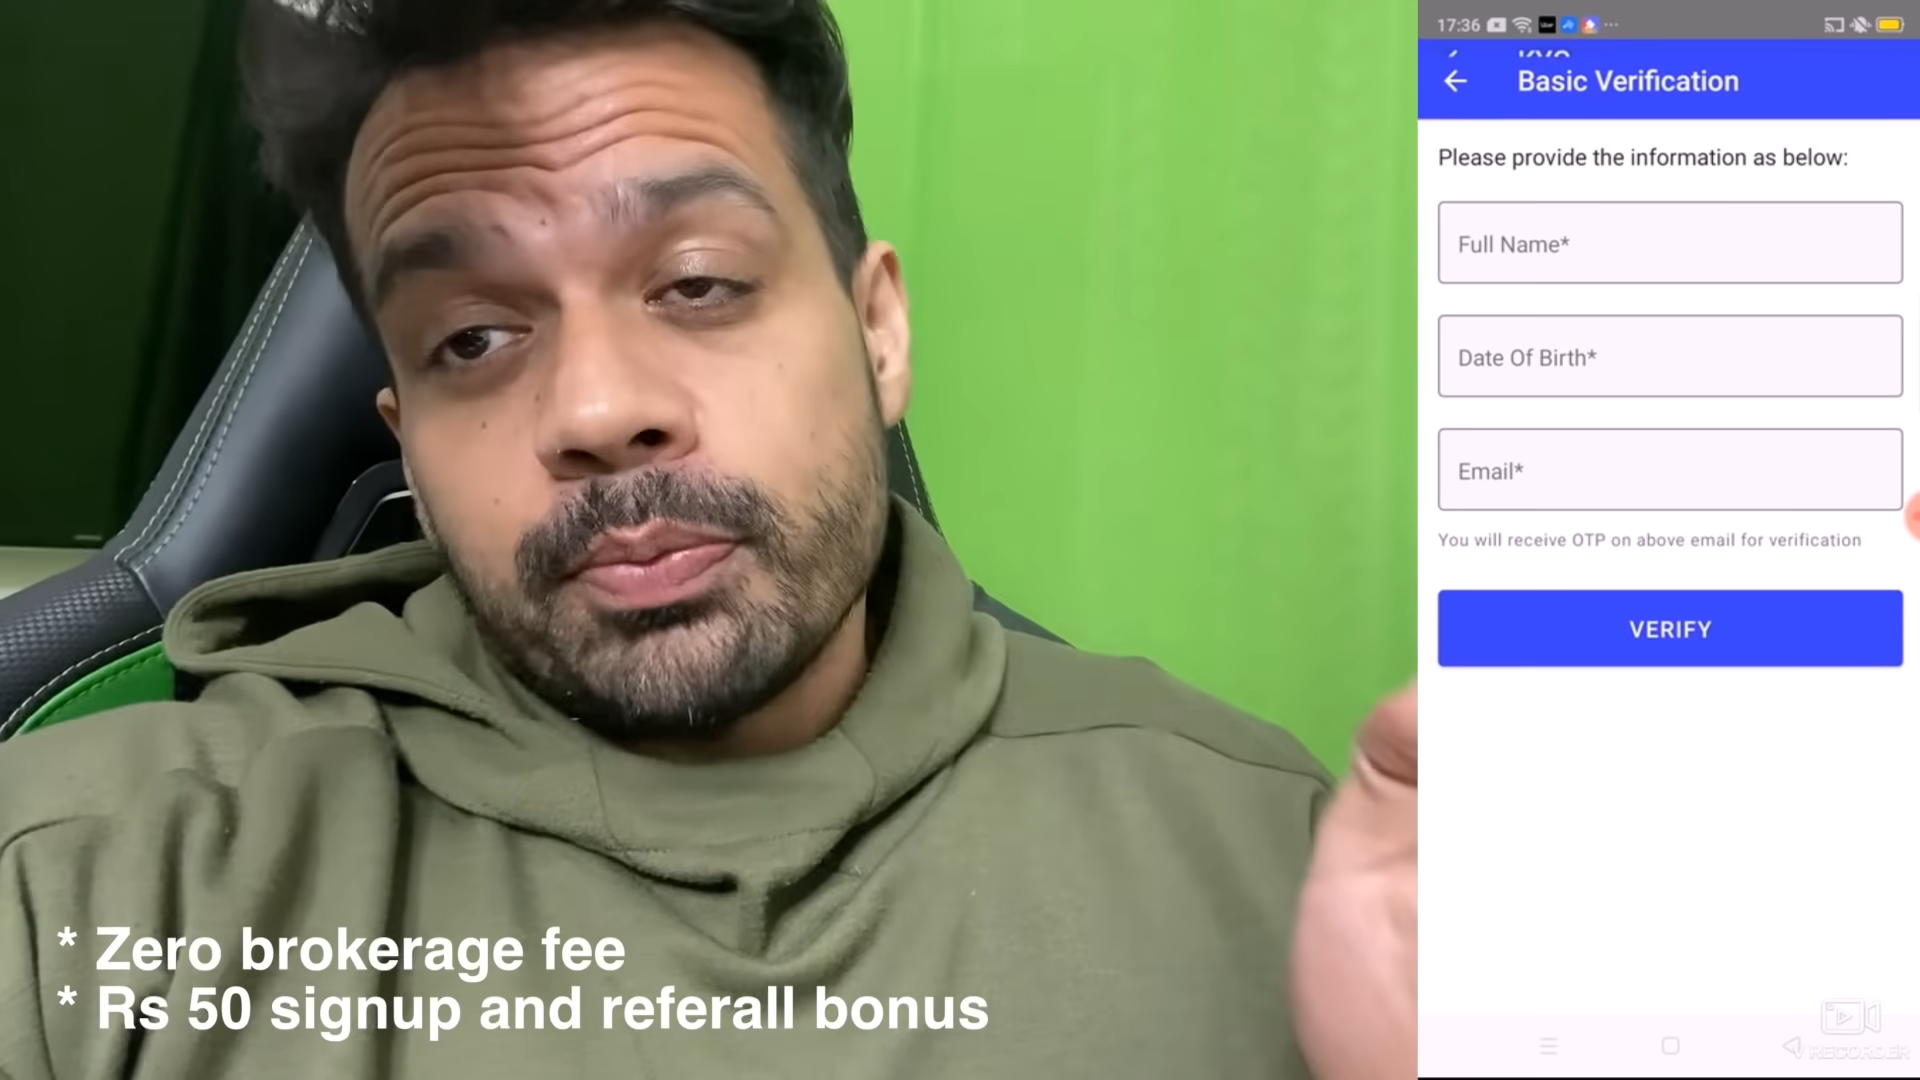 17:36
Basic Verification
Please provide the information as below:
Full Name*
Date Of Birth*
Email*
You will receive OTP on above email for verification
VERIFY
* Zero brokerage fee
* Rs 50 signup and referall bonus
V RECORDER